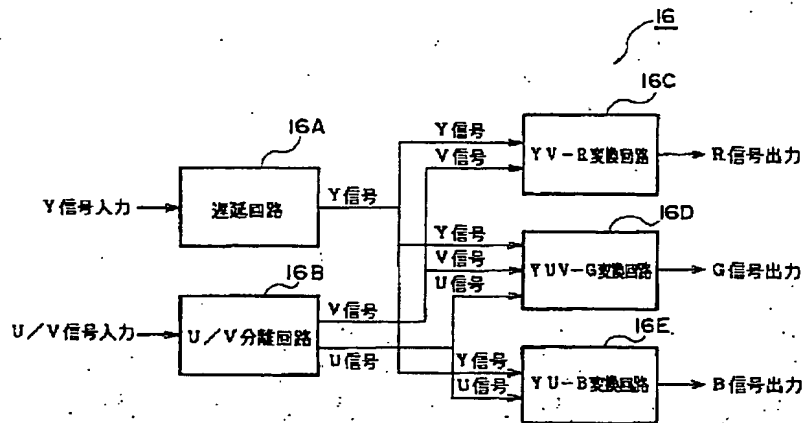 16
16C
16A
Y信号
V信号
YV-R変換回路
R信号出力
Y信号入力
遅延回路
Y信号
16D
Y信号
V信号
U信号
YUV-G変換回路
G信号出力
16B
U/V信号入力
U/V分離回路
V信号
U信号
16E
Y信号
U信号
YU-B変換回路
B信号出力